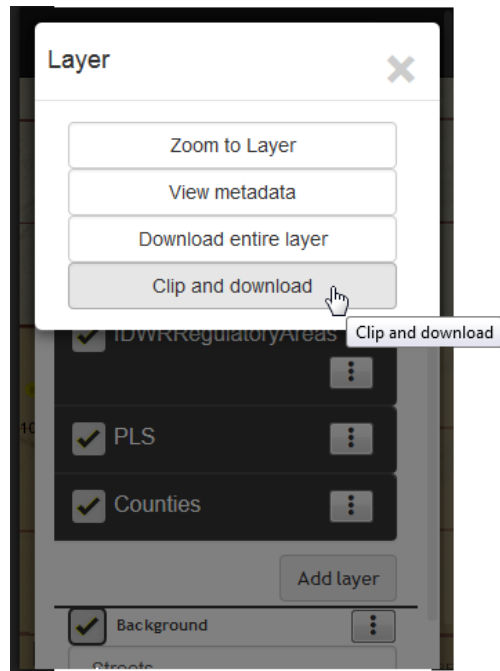 Layer
Zoom to Layer
View metadata
Download entire layer
Clip and download
IDWRRegulatoryAreas
Clip and download
PLS
Counties
Add layer
Background
Streets